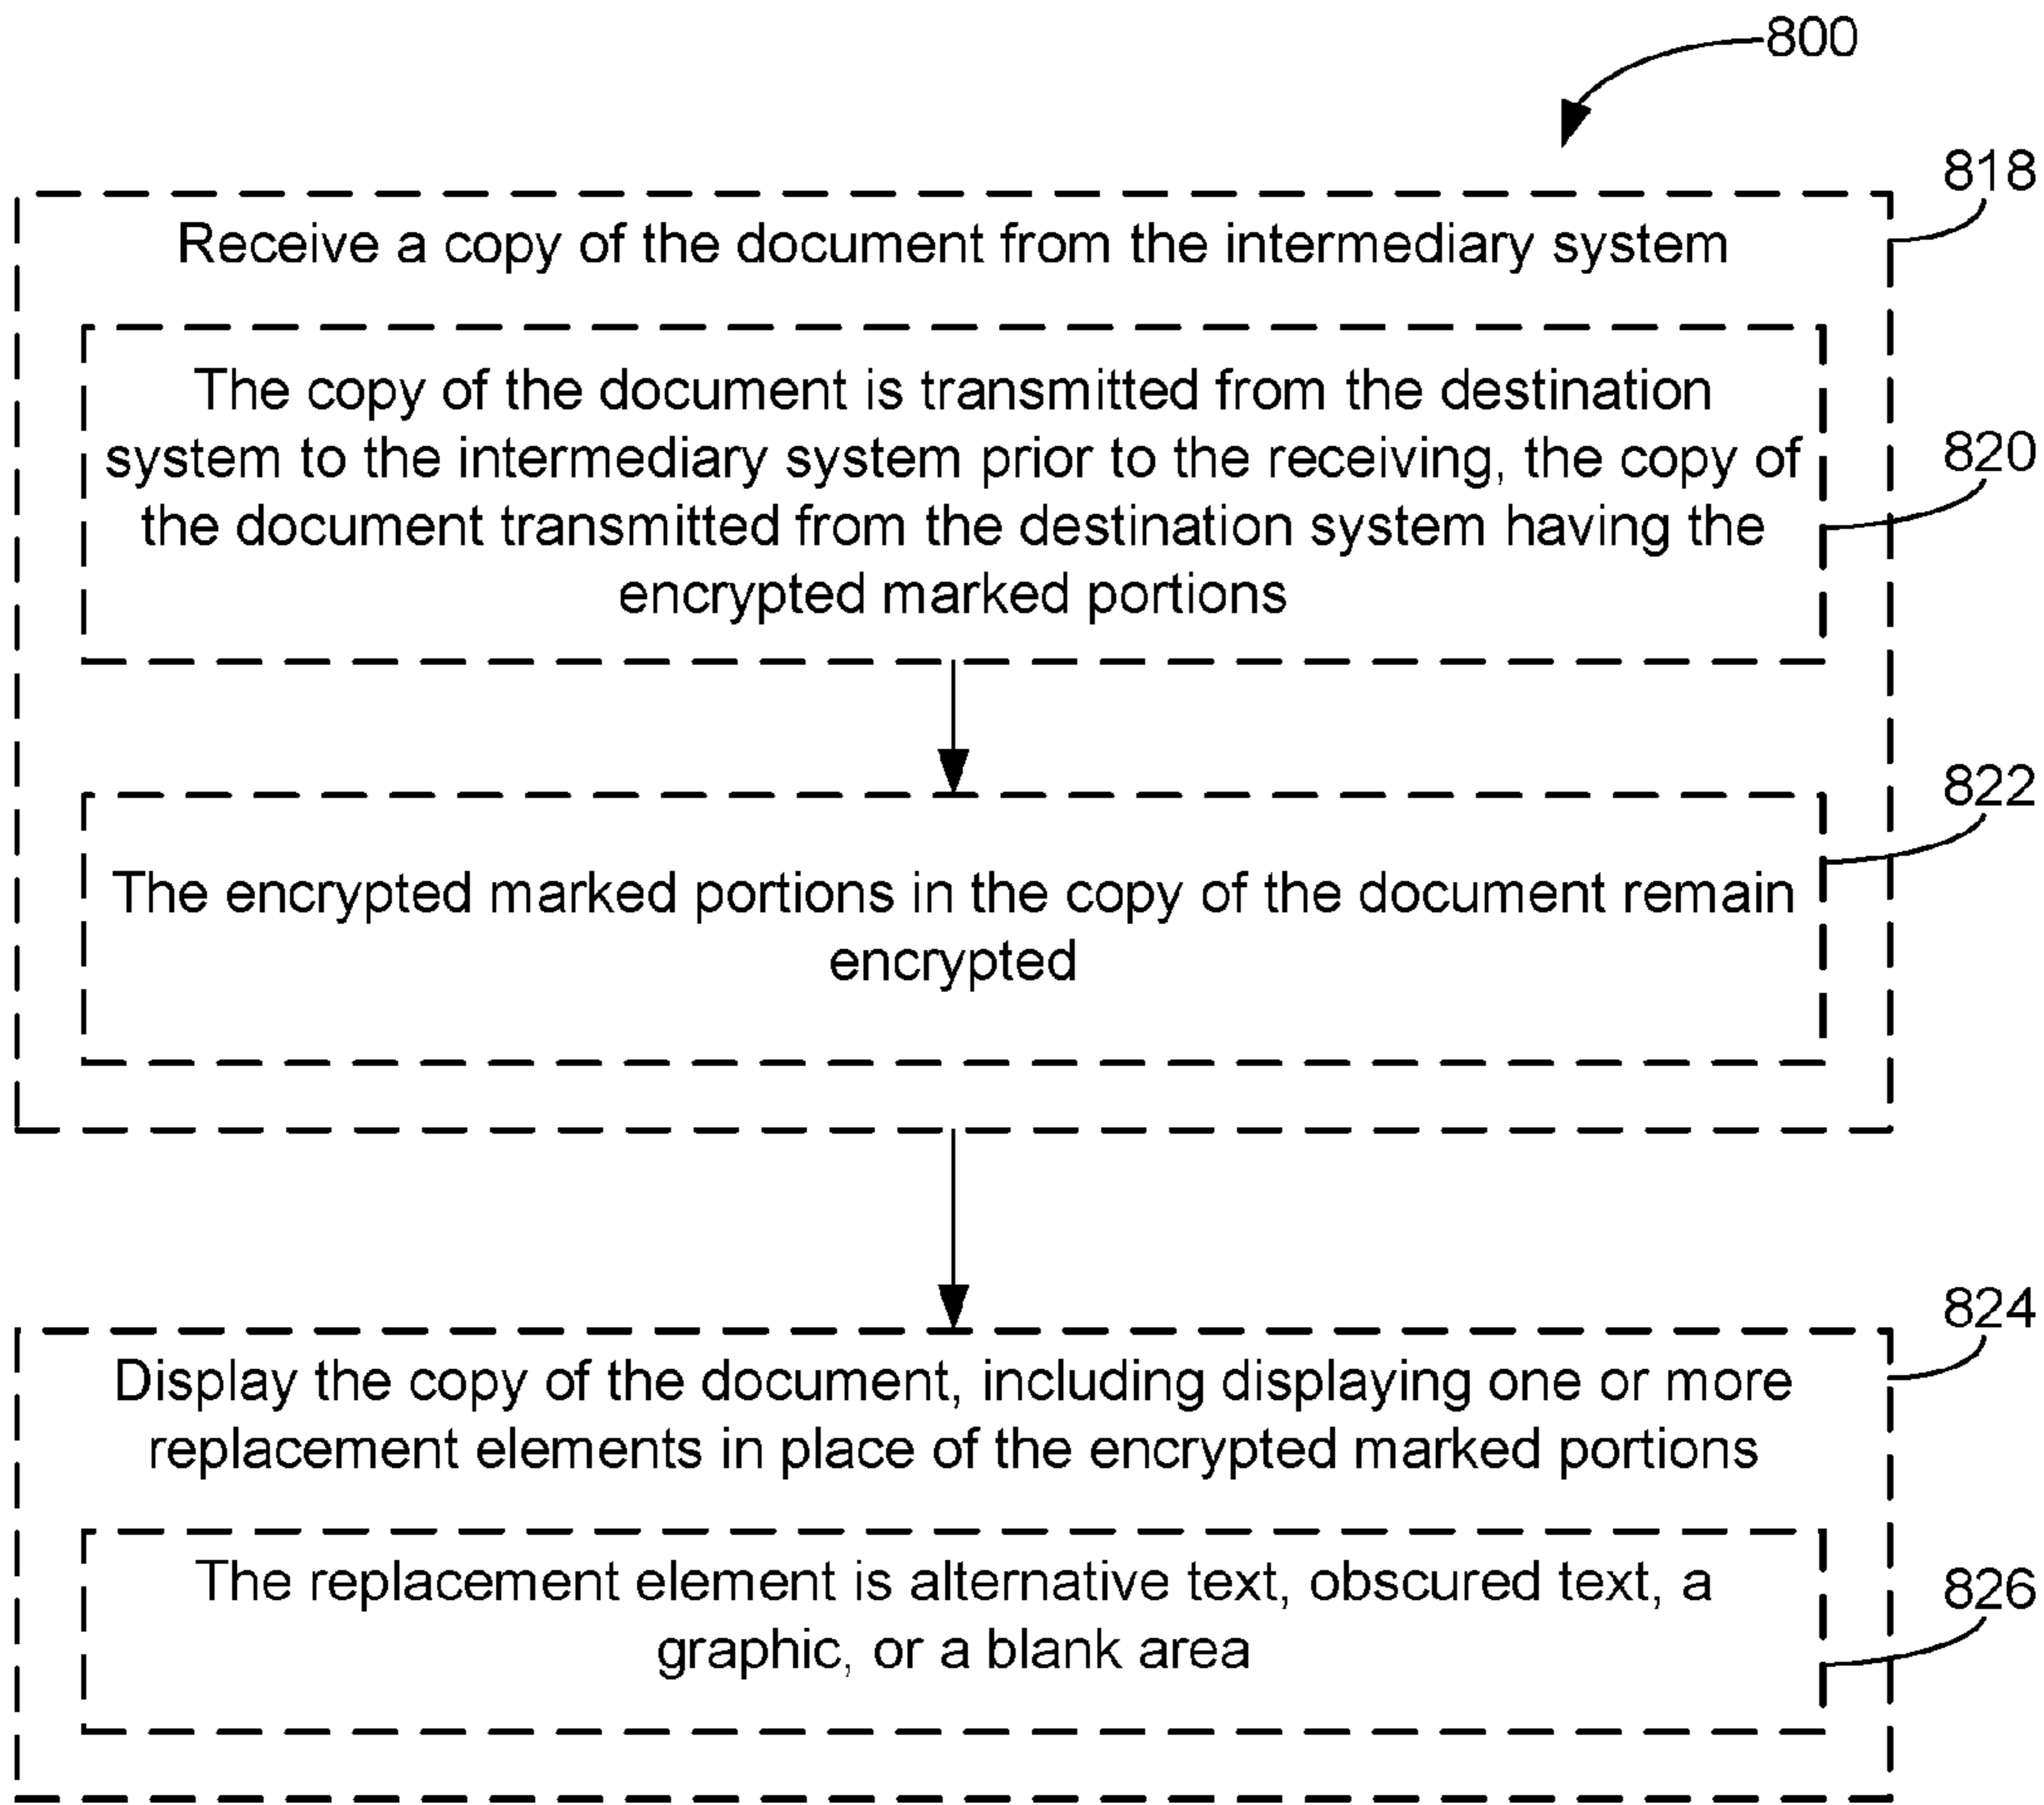 800
818
Receive a copy of the document from the intermediary system
The copy of the document is transmitted from the destination
system to the intermediary system prior to the receiving, the copy of
820
the document transmitted from the destination system having the
encrypted marked portions
822
The encrypted marked portions in the copy of the document remain
encrypted
824
Display the copy of the document, including displaying one or more
replacement elements in place of the encrypted marked portions
The replacement element is alternative text, obscured text, a
826
graphic, or a blank area